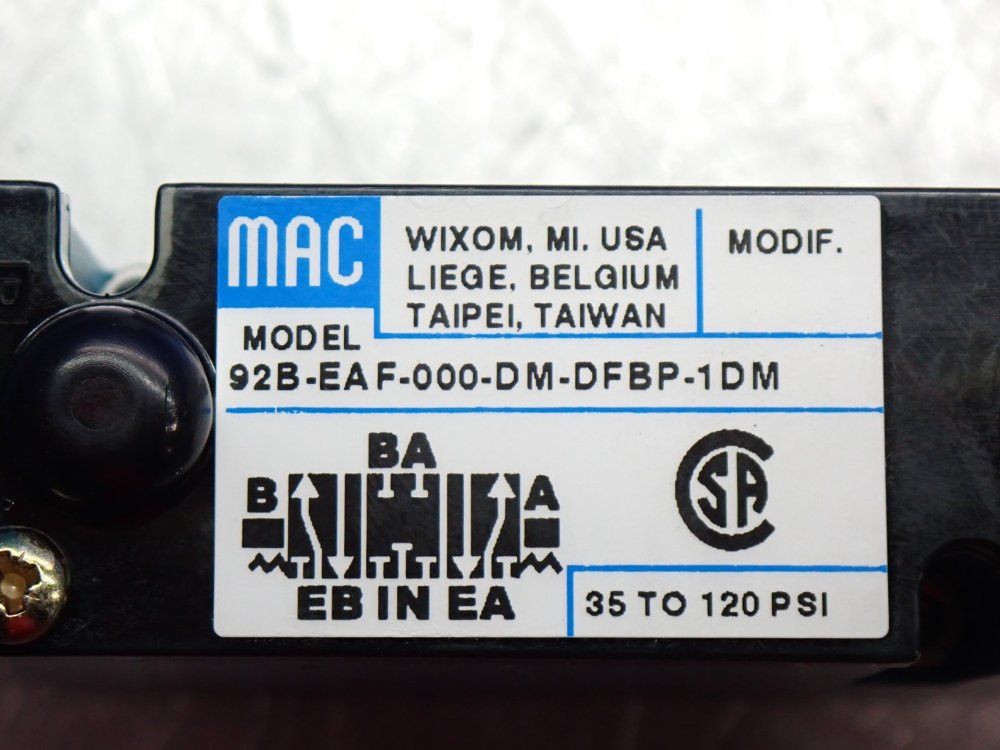 MAC
WIXOM, MI. USA
LIEGE, BELGIUM
TAIPEI, TAIWAN
MODIF.
MODEL
92B-EAF-000-DM-DFBP-1DM
BA
B
A
CSA
EB IN EA
35 TO 120 PSI